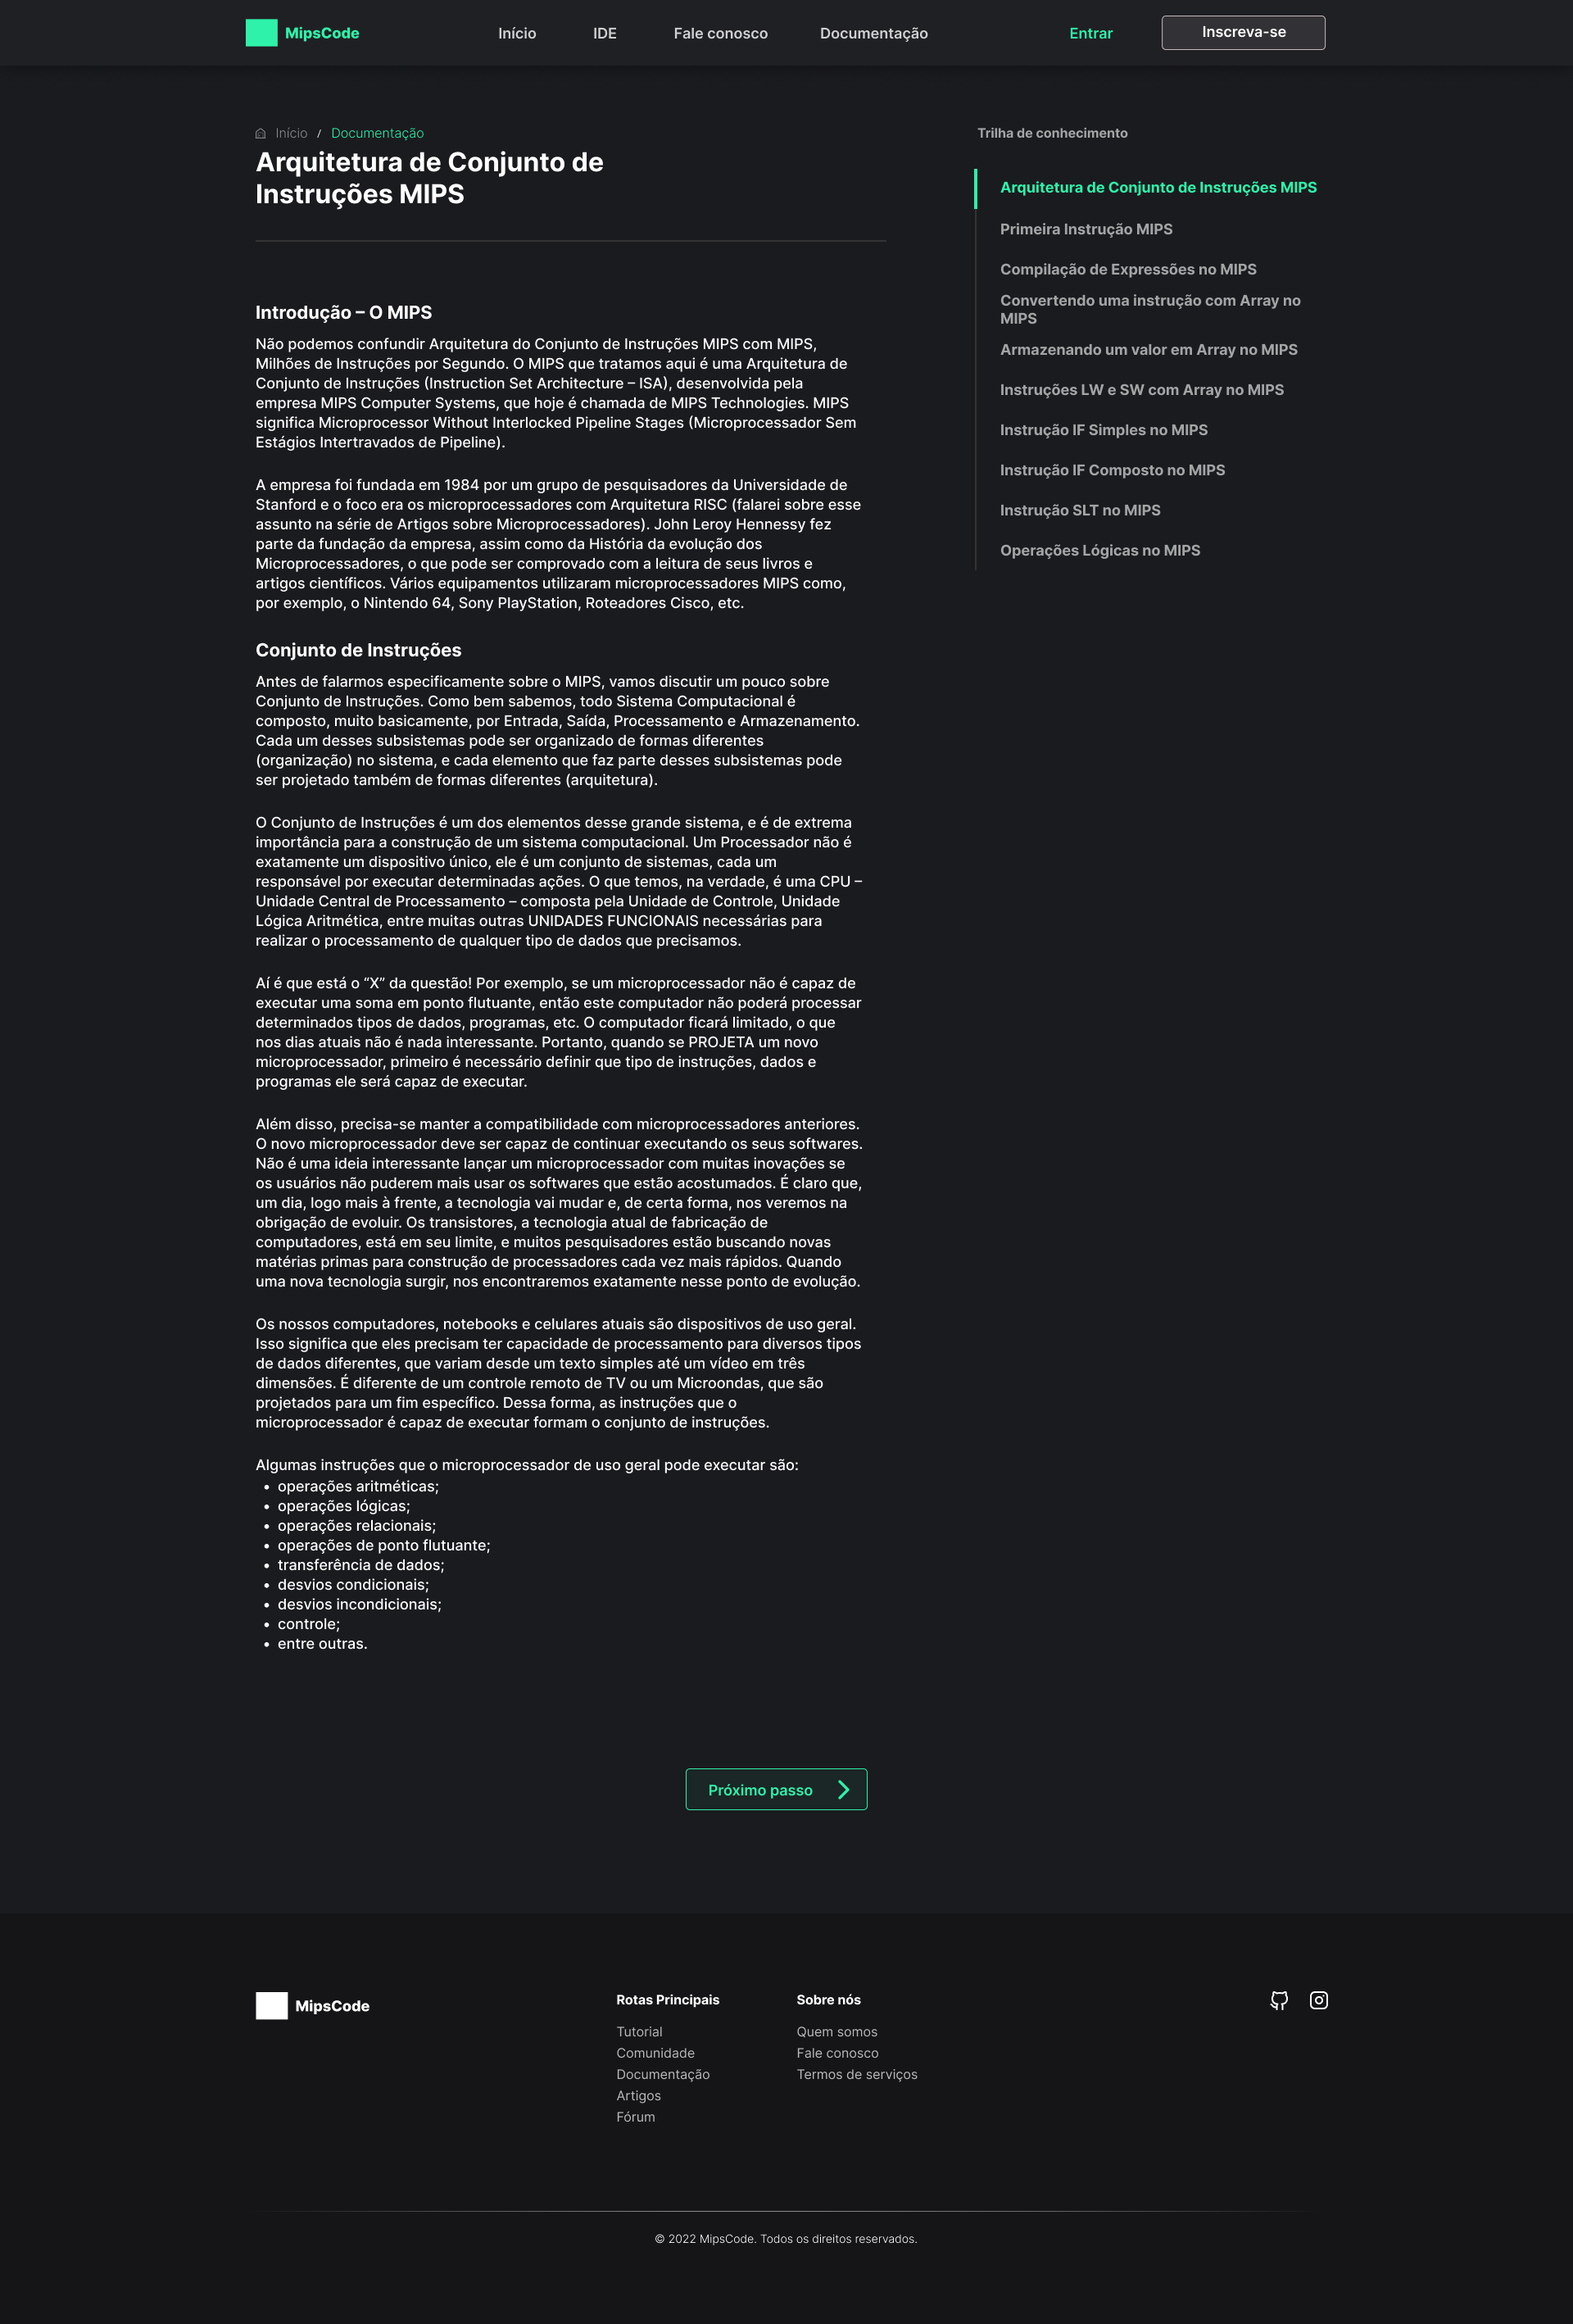 MipsCode
Início
IDE
Fale conosco
Documentação
Entrar
Inscreva-se
Início / Documentação
Arquitetura de Conjunto de
Instruções MIPS
Introdução – O MIPS
Não podemos confundir Arquitetura do Conjunto de Instruções MIPS com MIPS,
Milhões de Instruções por Segundo. O MIPS que tratamos aqui é uma Arquitetura de
Conjunto de Instruções (Instruction Set Architecture – ISA), desenvolvida pela
empresa MIPS Computer Systems, que hoje é chamada de MIPS Technologies. MIPS
significa Microprocessor Without Interlocked Pipeline Stages (Microprocessador Sem
Estágios Intertravados de Pipeline).
A empresa foi fundada em 1984 por um grupo de pesquisadores da Universidade de
Stanford e o foco era os microprocessadores com Arquitetura RISC (falarei sobre esse
assunto na série de Artigos sobre Microprocessadores). John Leroy Hennessy fez
parte da fundação da empresa, assim como da História da evolução dos
Microprocessadores, o que pode ser comprovado com a leitura de seus livros e
artigos científicos. Vários equipamentos utilizaram microprocessadores MIPS como,
por exemplo, o Nintendo 64, Sony PlayStation, Roteadores Cisco, etc.
Conjunto de Instruções
Antes de falarmos especificamente sobre o MIPS, vamos discutir um pouco sobre
Conjunto de Instruções. Como bem sabemos, todo Sistema Computacional é
composto, muito basicamente, por Entrada, Saída, Processamento e Armazenamento.
Cada um desses subsistemas pode ser organizado de formas diferentes
(organização) no sistema, e cada elemento que faz parte desses subsistemas pode
ser projetado também de formas diferentes (arquitetura).
O Conjunto de Instruções é um dos elementos desse grande sistema, e é de extrema
importância para a construção de um sistema computacional. Um Processador não é
exatamente um dispositivo único, ele é um conjunto de sistemas, cada um
responsável por executar determinadas ações. O que temos, na verdade, é uma CPU –
Unidade Central de Processamento – composta pela Unidade de Controle, Unidade
Lógica Aritmética, entre muitas outras UNIDADES FUNCIONAIS necessárias para
realizar o processamento de qualquer tipo de dados que precisamos.
Aí é que está o “X” da questão! Por exemplo, se um microprocessador não é capaz de
executar uma soma em ponto flutuante, então este computador não poderá processar
determinados tipos de dados, programas, etc. O computador ficará limitado, o que
nos dias atuais não é nada interessante. Portanto, quando se PROJETA um novo
microprocessador, primeiro é necessário definir que tipo de instruções, dados e
programas ele será capaz de executar.
Além disso, precisa-se manter a compatibilidade com microprocessadores anteriores.
O novo microprocessador deve ser capaz de continuar executando os seus softwares.
Não é uma ideia interessante lançar um microprocessador com muitas inovações se
os usuários não puderem mais usar os softwares que estão acostumados. É claro que,
um dia, logo mais à frente, a tecnologia vai mudar e, de certa forma, nos veremos na
obrigação de evoluir. Os transistores, a tecnologia atual de fabricação de
computadores, está em seu limite, e muitos pesquisadores estão buscando novas
matérias primas para construção de processadores cada vez mais rápidos. Quando
uma nova tecnologia surgir, nos encontraremos exatamente nesse ponto de evolução.
Os nossos computadores, notebooks e celulares atuais são dispositivos de uso geral.
Isso significa que eles precisam ter capacidade de processamento para diversos tipos
de dados diferentes, que variam desde um texto simples até um vídeo em três
dimensões. É diferente de um controle remoto de TV ou um Microondas, que são
projetados para um fim específico. Dessa forma, as instruções que o
microprocessador é capaz de executar formam o conjunto de instruções.
Algumas instruções que o microprocessador de uso geral pode executar são:
• operações aritméticas;
• operações lógicas;
• operações relacionais;
• operações de ponto flutuante;
• transferência de dados;
• desvios condicionais;
• desvios incondicionais;
• controle;
• entre outras.
Próximo passo
Trilha de conhecimento
Arquitetura de Conjunto de Instruções MIPS
Primeira Instrução MIPS
Compilação de Expressões no MIPS
Convertendo uma instrução com Array no
MIPS
Armazenando um valor em Array no MIPS
Instruções LW e SW com Array no MIPS
Instrução IF Simples no MIPS
Instrução IF Composto no MIPS
Instrução SLT no MIPS
Operações Lógicas no MIPS
MipsCode
Rotas Principais
Tutorial
Comunidade
Documentação
Artigos
Fórum
Sobre nós
Quem somos
Fale conosco
Termos de serviços
© 2022 MipsCode. Todos os direitos reservados.